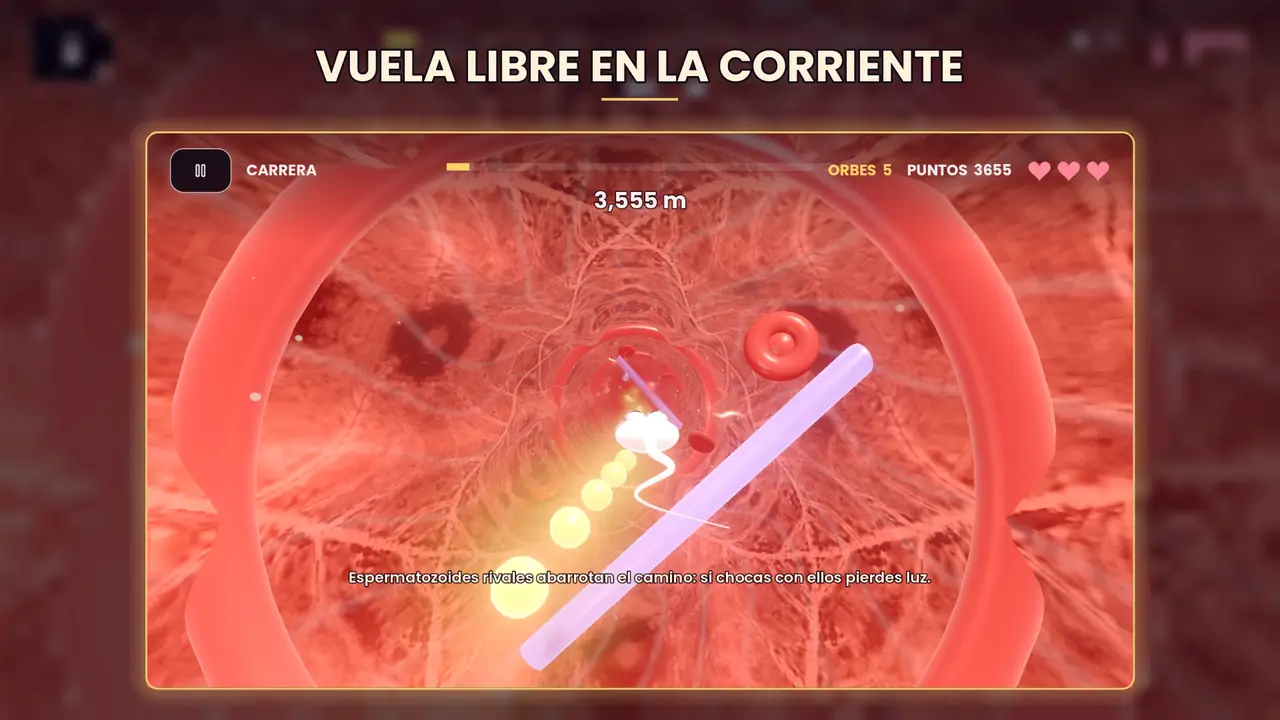 VUELA LIBRE EN LA CORRIENTE
CARRERA
ORBES 5 PUNTOS 3655
3,555 m
Espermatozoides rivales abarrotan el camino: si chocas con ellos pierdes luz.